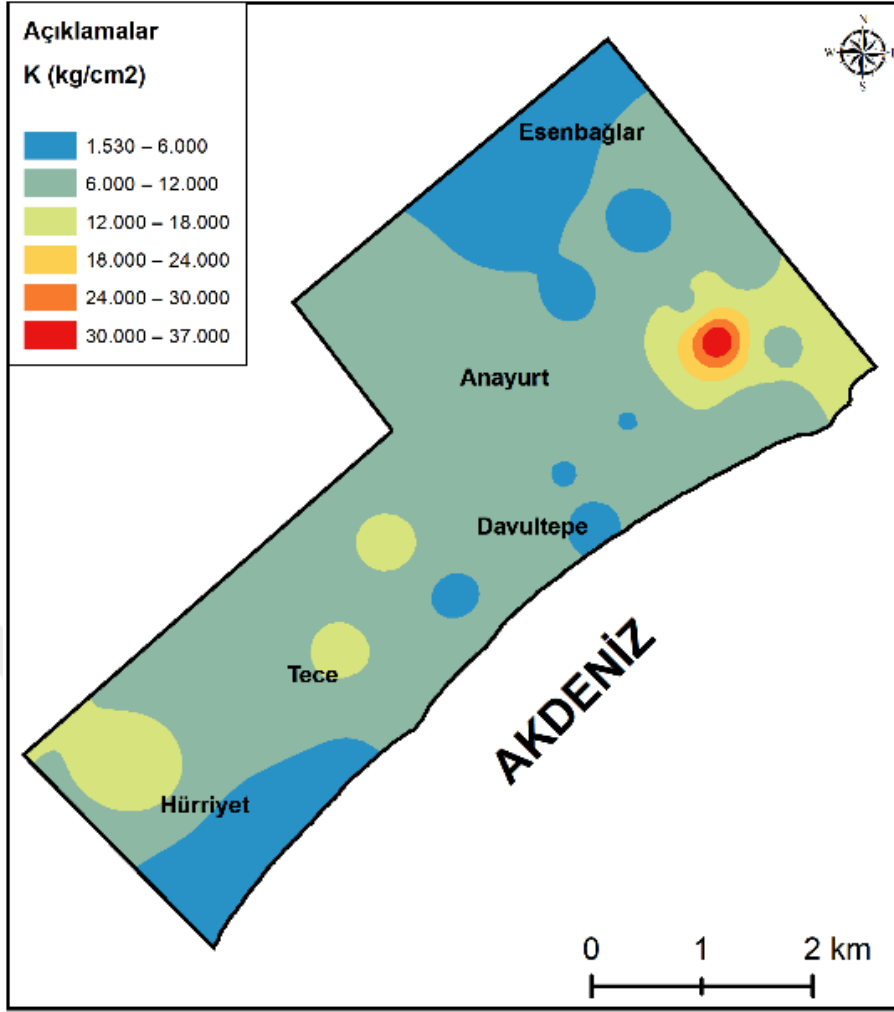 Açıklamalar
K (kg/cm2)
1.530 – 6.000
6.000 – 12.000
12.000 – 18.000
18.000 – 24.000
24.000 – 30.000
30.000 – 37.000
N
W
S
Esenbağlar
Anayurt
Davultepe
Tece
Hürriyet
AKDENİZ
0 1 2 km